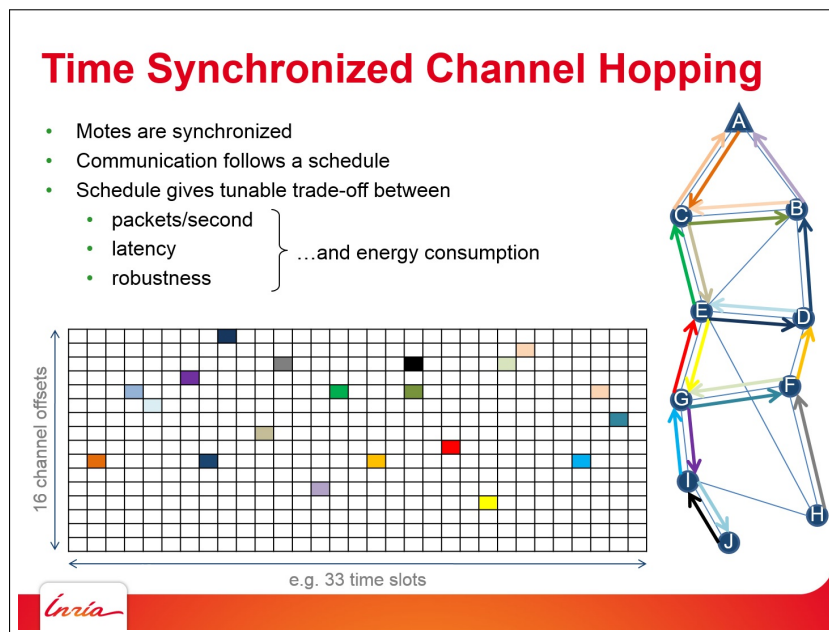 Time Synchronized Channel Hopping
• Motes are synchronized
• Communication follows a schedule
• Schedule gives tunable trade-off between
• packets/second
• latency
• robustness
…and energy consumption
16 channel offsets
e.g. 33 time slots
A
C
B
E
D
G
F
I
H
J
Inria